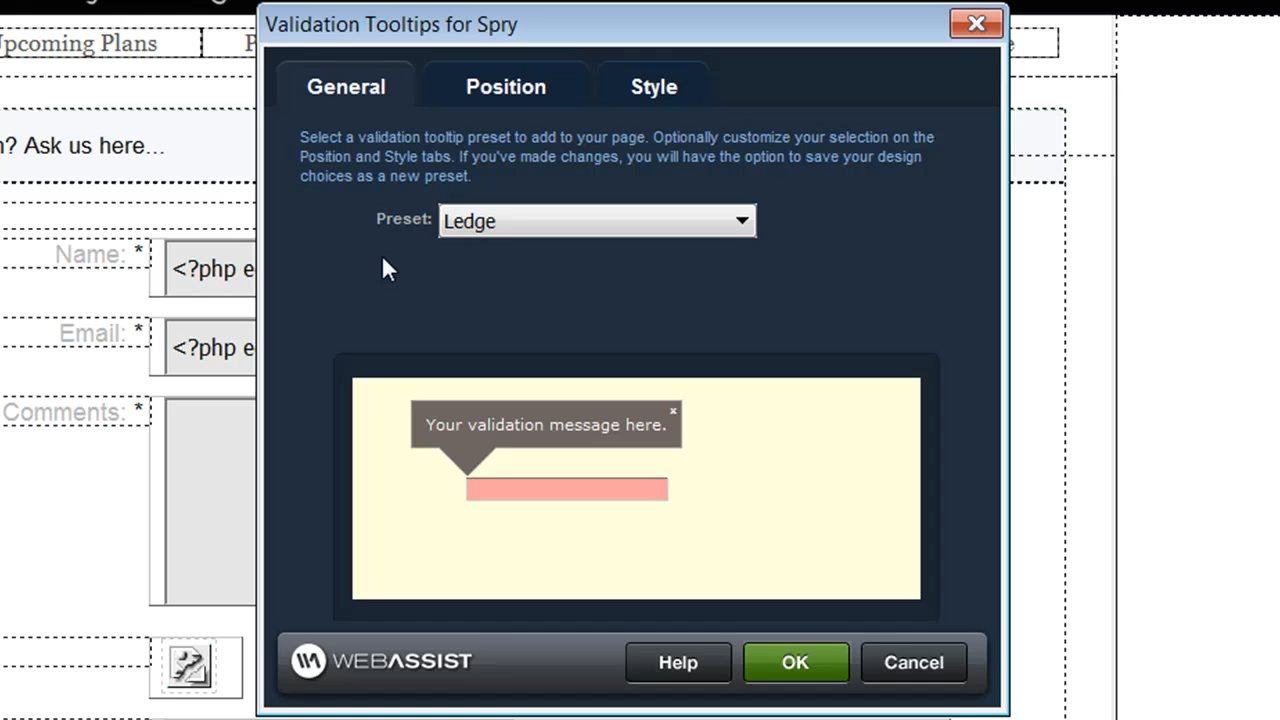 Validation Tooltips for Spry
Upcoming Plans
General
Position
Style
Select a validation tooltip preset to add to your page. Optionally customize your selection on the
Position and Style tabs. If you've made changes, you will have the option to save your design
choices as a new preset.
? Ask us here...
Preset: Ledge
Name: *
<?php e
Email: *
<?php e
Comments: *
Your validation message here.
x
WEBASSIST
Help
OK
Cancel